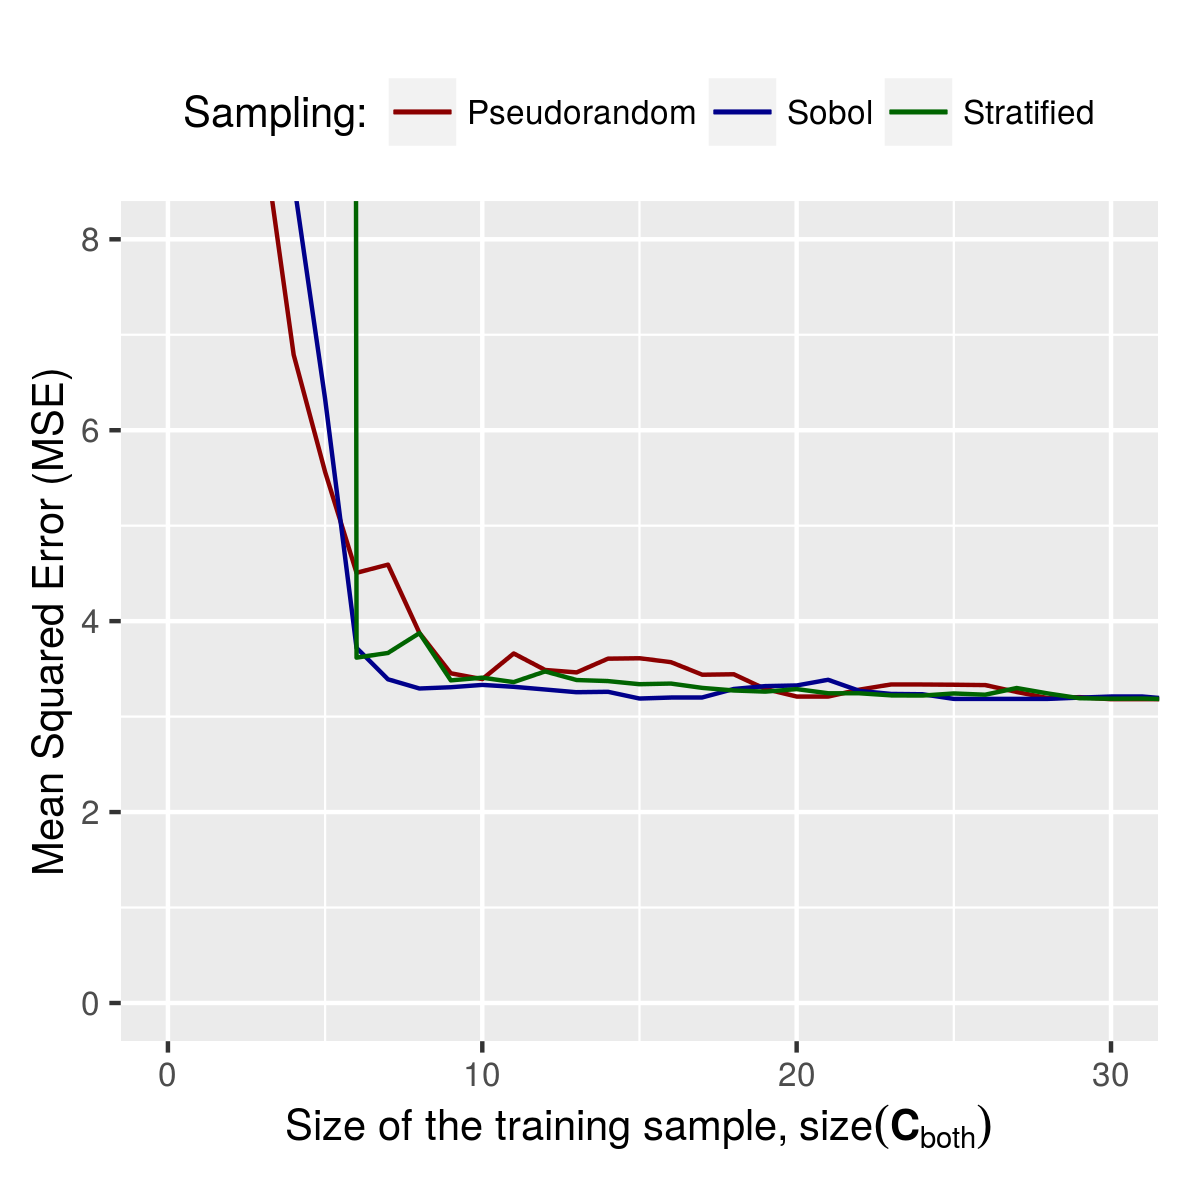 Sampling: Pseudorandom Sobol Stratified
8
6
4
2
0
Mean Squared Error (MSE)
0 10 20 30
Size of the training sample, size(C_both)